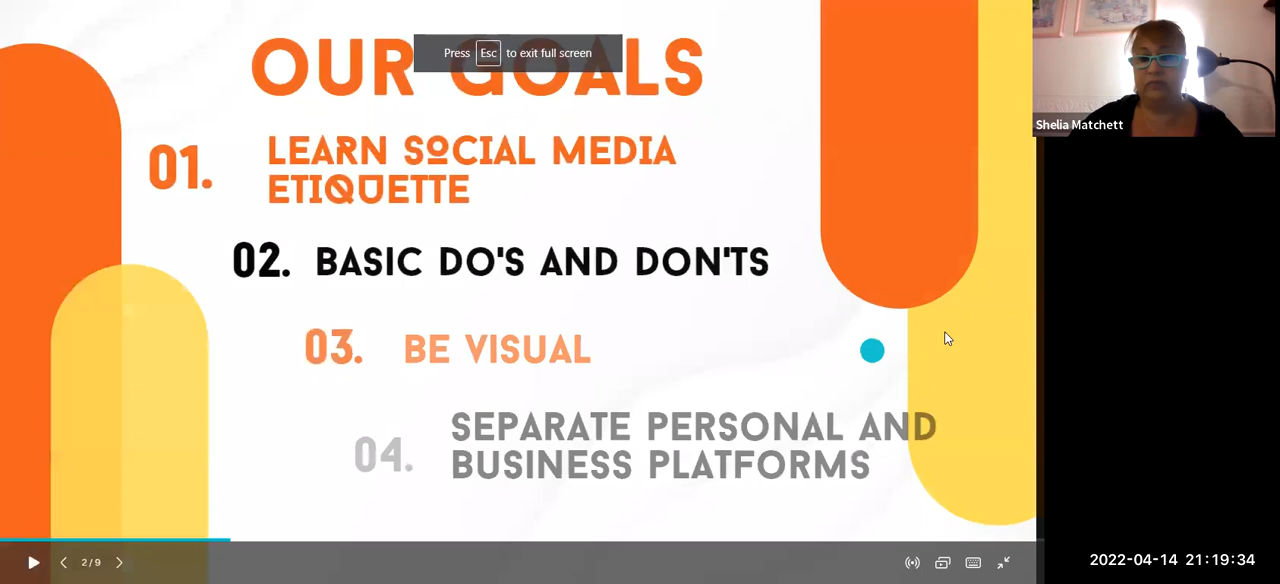 OUR GOALS
Press Esc to exit full screen
01. LEARN SOCIAL MEDIA
ETIQUETTE
02. BASIC DO'S AND DON'TS
03. BE VISUAL
04. SEPARATE PERSONAL AND
BUSINESS PLATFORMS
Shelia Matchett
2/9
2022-04-14 21:19:34